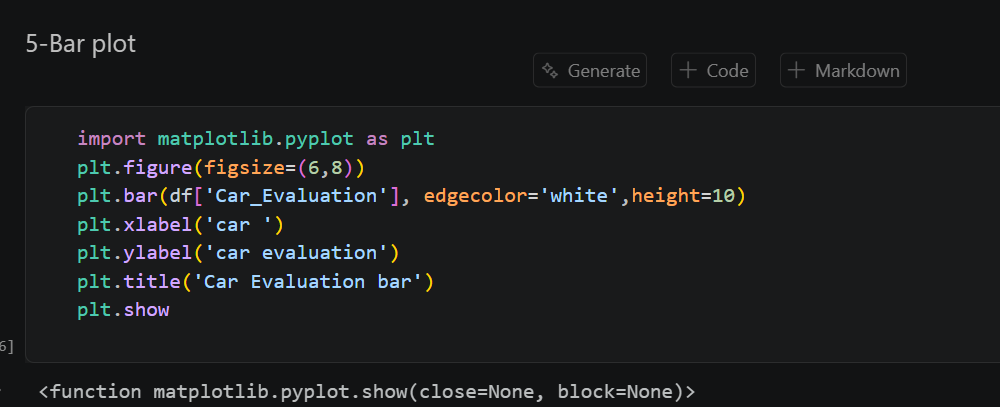 5-Bar plot
Generate + Code + Markdown
import matplotlib.pyplot as plt
plt.figure(figsize=(6,8))
plt.bar(df['Car_Evaluation'], edgecolor='white',height=10)
plt.xlabel('car ')
plt.ylabel('car evaluation')
plt.title('Car Evaluation bar')
plt.show
6]
<function matplotlib.pyplot.show(close=None, block=None)>